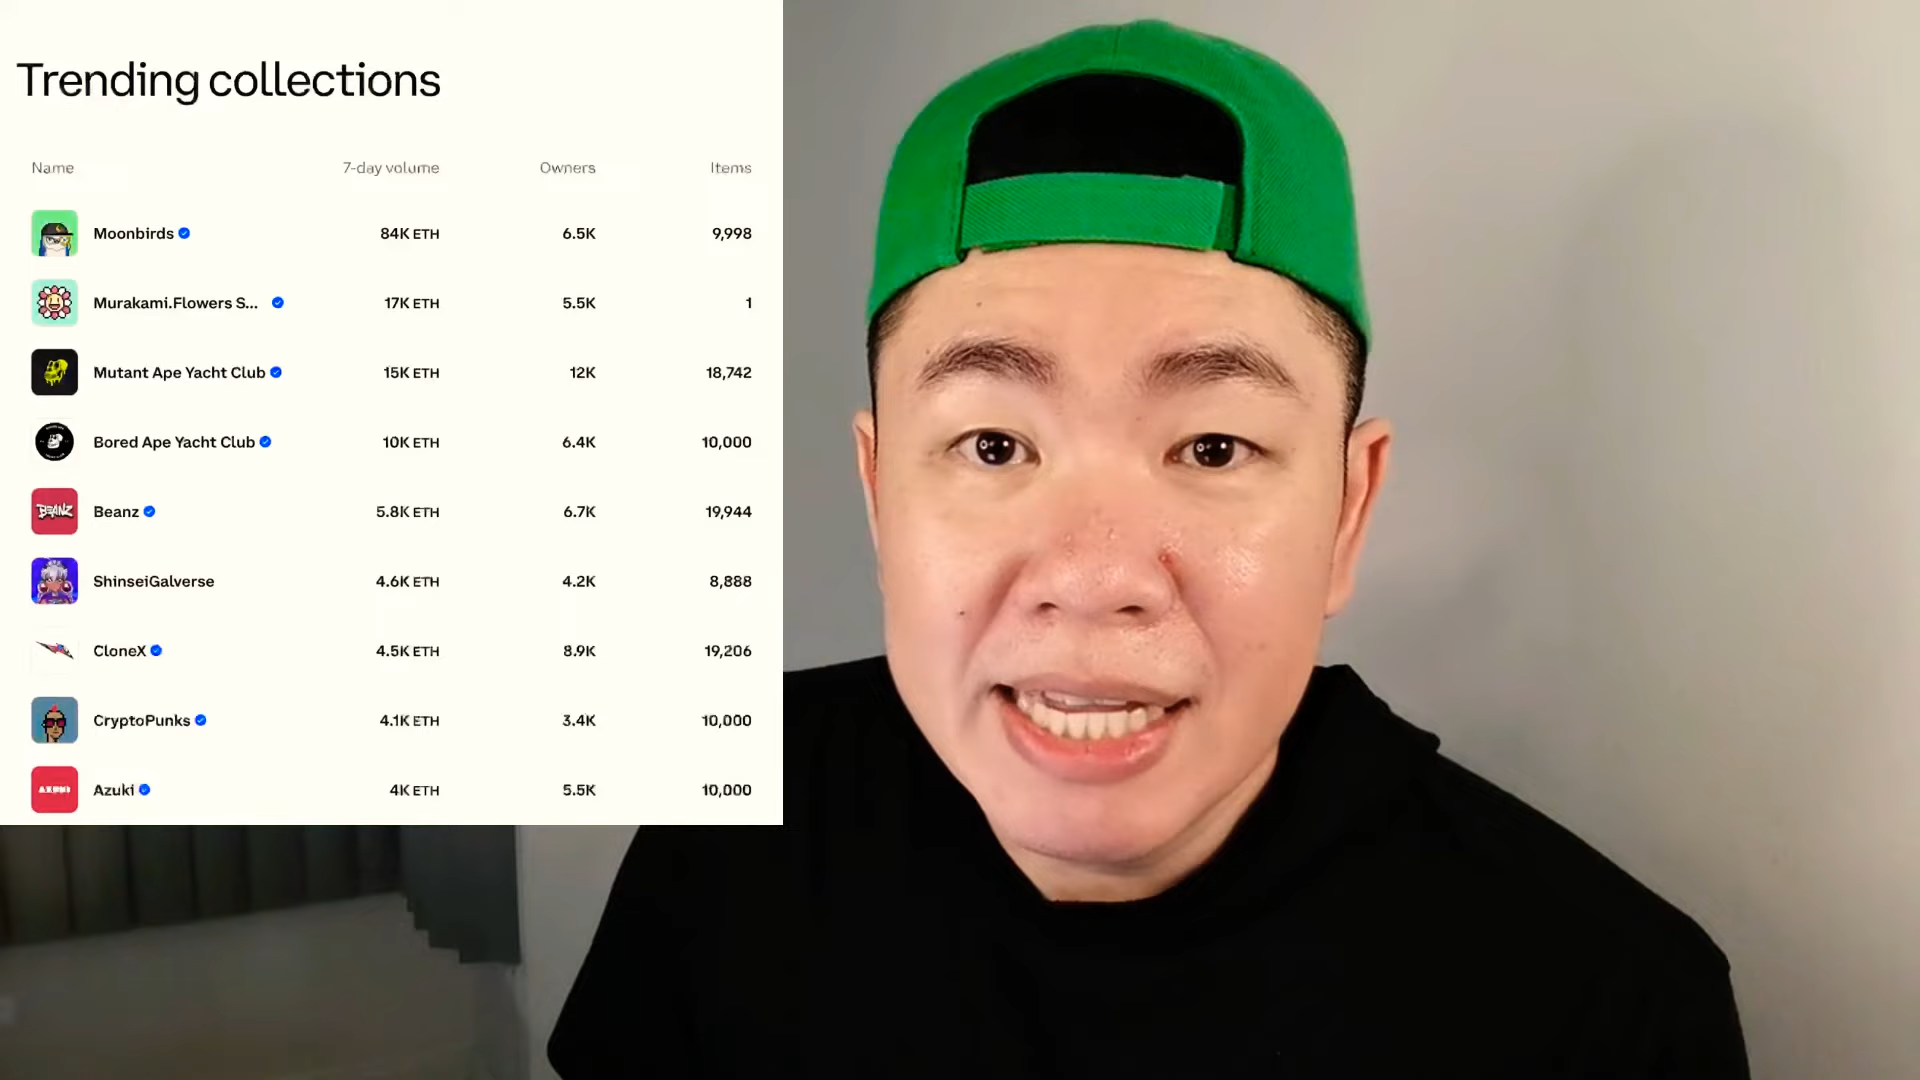 Trending collections
Name 7-day volume Owners Items
Moonbirds 84K ETH 6.5K 9,998
Murakami.Flowers S... 17K ETH 5.5K 1
Mutant Ape Yacht Club 15K ETH 12K 18,742
Bored Ape Yacht Club 10K ETH 6.4K 10,000
BEANZ Beanz 5.8K ETH 6.7K 19,944
ShinseiGalverse 4.6K ETH 4.2K 8,888
CloneX 4.5K ETH 8.9K 19,206
CryptoPunks 4.1K ETH 3.4K 10,000
AZUKI Azuki 4K ETH 5.5K 10,000